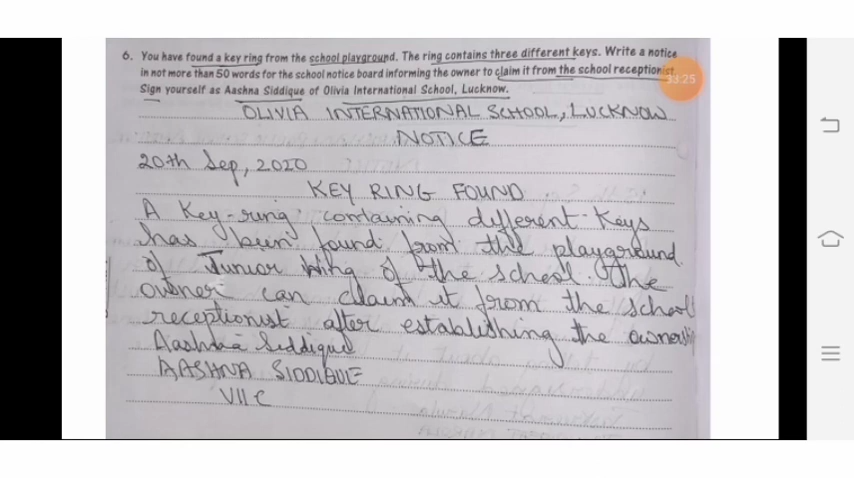 6. You have found a key ring from the school playground. The ring contains three different keys. Write a notice
in not more than 50 words for the school notice board informing the owner to claim it from the school receptionist.
Sign yourself as Aashna Siddique of Olivia International School, Lucknow.
33:25
OLIVIA INTERNATIONAL SCHOOL, LUCKNOW
NOTICE
20th Sep, 2020
KEY RING FOUND
A Key-ring containing different Keys
has been found from the playground
of Junior Wing of the school. The
owner can claim it from the school
receptionist after establishing the ownership
Aashna Siddique
AASHNA SIDDIQUE
VII C